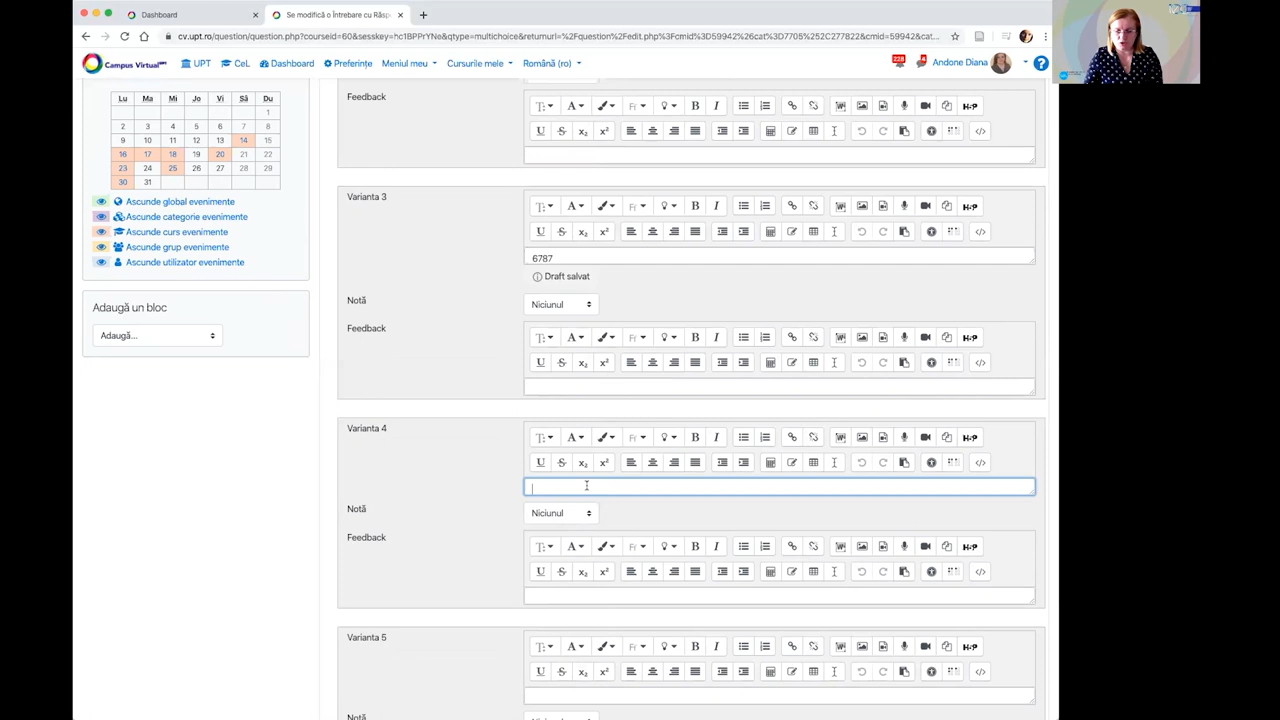 Dashboard
Se modifică o întrebare cu Răsp
cv.upt.ro/question/question.php?courseid=60&sesskey=hc1BPPrYNe&qtype=multichoice&returnurl=%2Fquestion%2Fedit.php%3Fcmid%3D59942%26cat%3D7705%252C277822&cmid=59942&cat...
Campus Virtual UPT
UPT
CeL
Dashboard
Preferințe
Meniul meu
Cursurile mele
Română (ro)
228
4
Andone Diana
Lu Ma Mi Jo Vi Sâ Du
1
2 3 4 5 6 7 8
9 10 11 12 13 14 15
16 17 18 19 20 21 22
23 24 25 26 27 28 29
30 31
Ascunde global evenimente
Ascunde categorie evenimente
Ascunde curs evenimente
Ascunde grup evenimente
Ascunde utilizator evenimente
Adaugă un bloc
Adaugă...
Feedback
Varianta 3
6787
Draft salvat
Notă
Niciunul
Feedback
Varianta 4
Notă
Niciunul
Feedback
Varianta 5
Notă